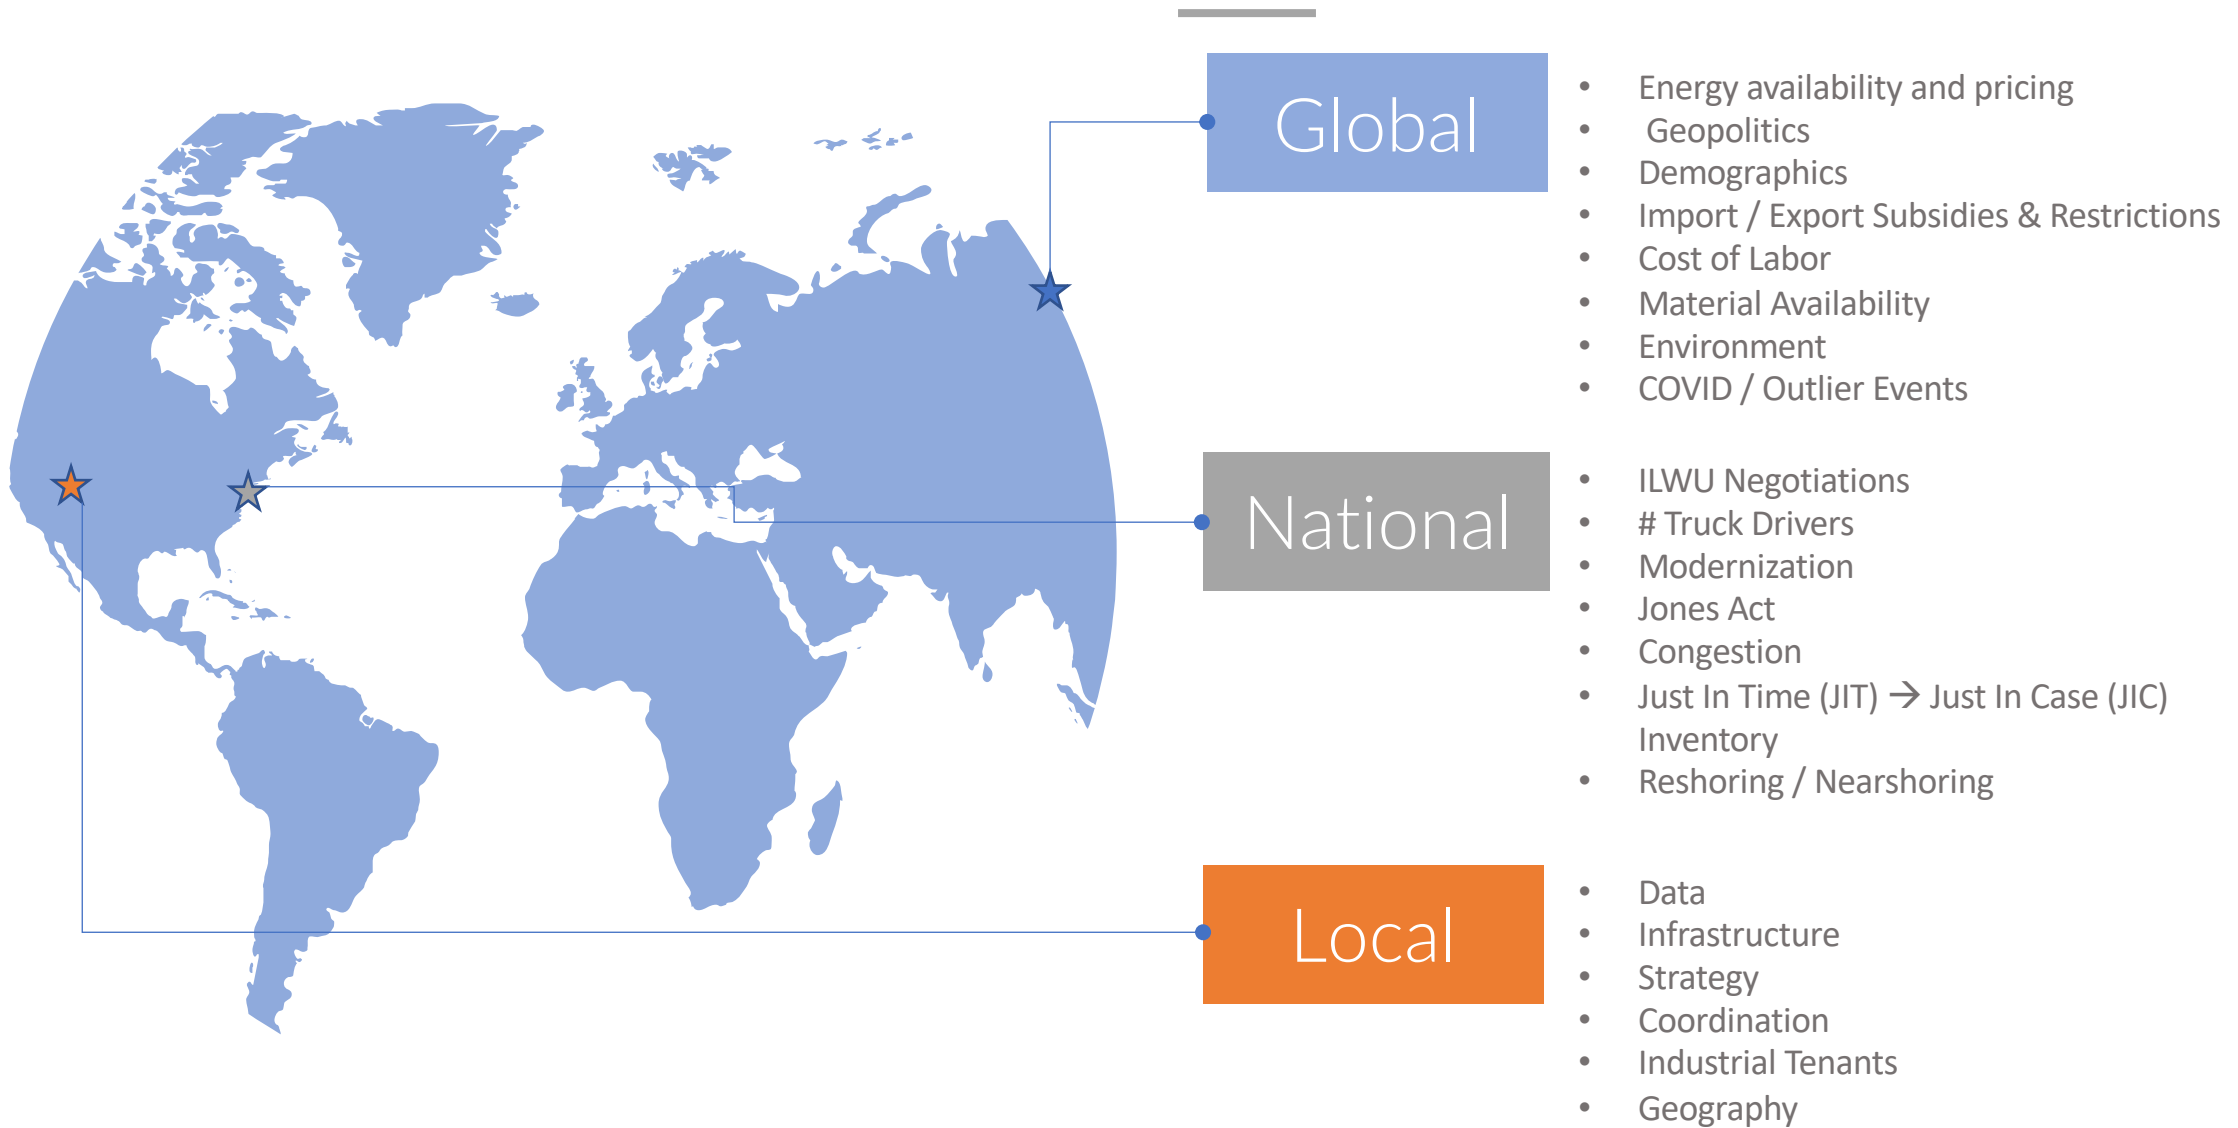 Global
• Energy availability and pricing
• Geopolitics
• Demographics
• Import / Export Subsidies & Restrictions
• Cost of Labor
• Material Availability
• Environment
• COVID / Outlier Events
National
• ILWU Negotiations
• # Truck Drivers
• Modernization
• Jones Act
• Congestion
• Just In Time (JIT) → Just In Case (JIC)
Inventory
• Reshoring / Nearshoring
Local
• Data
• Infrastructure
• Strategy
• Coordination
• Industrial Tenants
• Geography